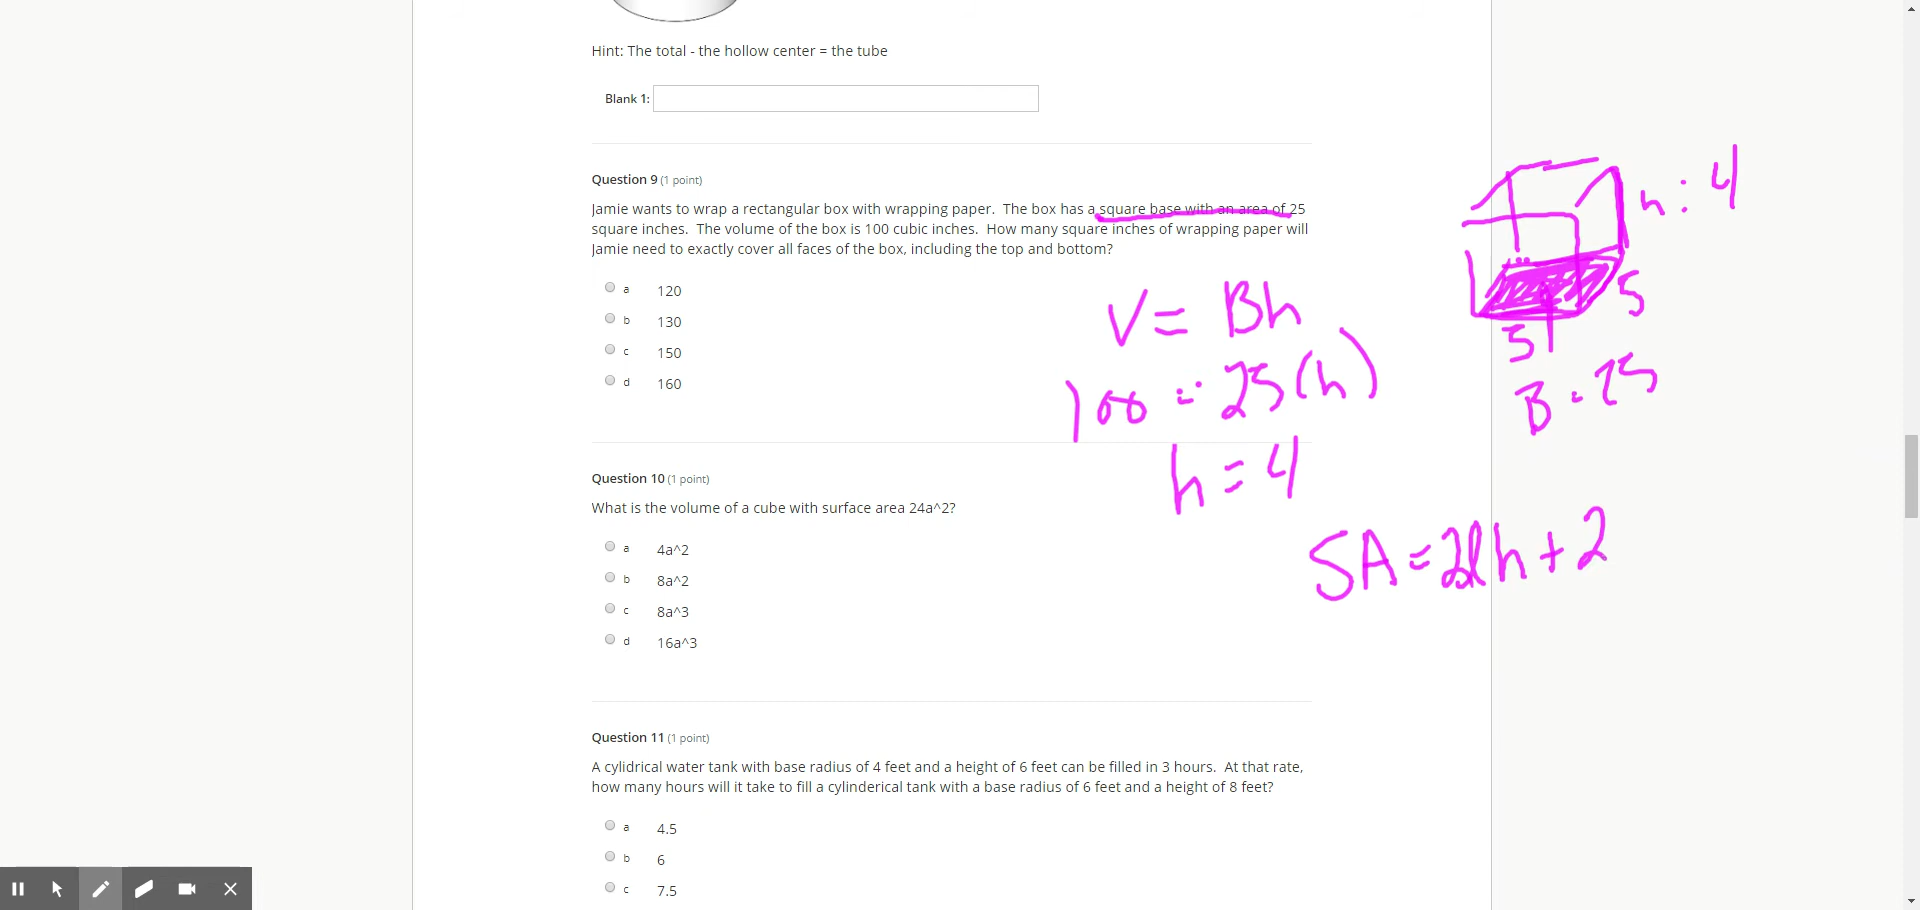 Hint: The total - the hollow center = the tube
Blank 1:
Question 9 (1 point)
Jamie wants to wrap a rectangular box with wrapping paper.  The box has a square base with an area of 25
square inches.  The volume of the box is 100 cubic inches.  How many square inches of wrapping paper will
Jamie need to exactly cover all faces of the box, including the top and bottom?
a 120
b 130
c 150
d 160
h : 4
5
5
B = 25
V = Bh
100 = 25(h)
h = 4
SA = 2lh + 2
Question 10 (1 point)
What is the volume of a cube with surface area 24a^2?
a 4a^2
b 8a^2
c 8a^3
d 16a^3
Question 11 (1 point)
A cylidrical water tank with base radius of 4 feet and a height of 6 feet can be filled in 3 hours.  At that rate,
how many hours will it take to fill a cylinderical tank with a base radius of 6 feet and a height of 8 feet?
a 4.5
b 6
c 7.5